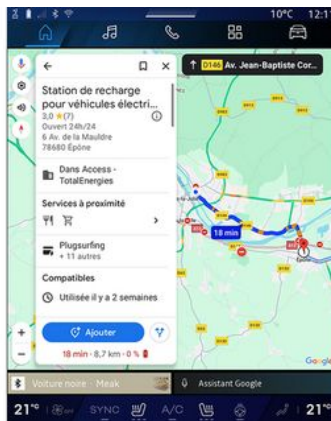 10°C 12:1
D146 Av. Jean-Baptiste Cor...
Station de recharge
pour véhicules électri...
3,0 ★(7)
Ouvert 24h/24
6 Av. de la Mauldre
78680 Épône
Dans Access -
TotalEnergies
Services à proximité
Plugsurfing
+ 11 autres
Compatibles
Utilisée il y a 2 semaines
Ajouter
18 min · 8,7 km · 0 %
18 min
Épône
Google
Voiture noire · Meak
Assistant Google
21°
OFF
SYNC
A/C
21°